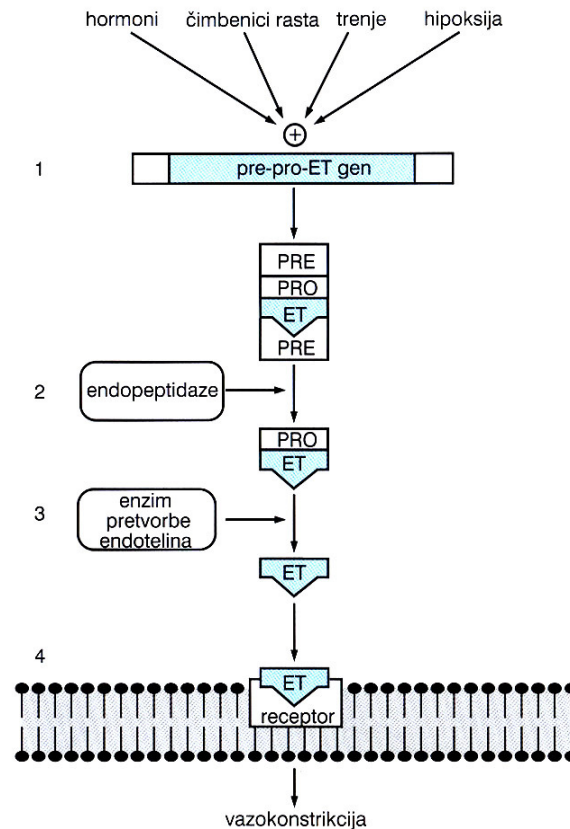 hormoni čimbenici rasta trenje hipoksija
+
1 pre-pro-ET gen
PRE
PRO
ET
PRE
2 endopeptidaze
PRO
ET
3 enzim
pretvorbe
endotelina
ET
4
ET
receptor
vazokonstrikcija